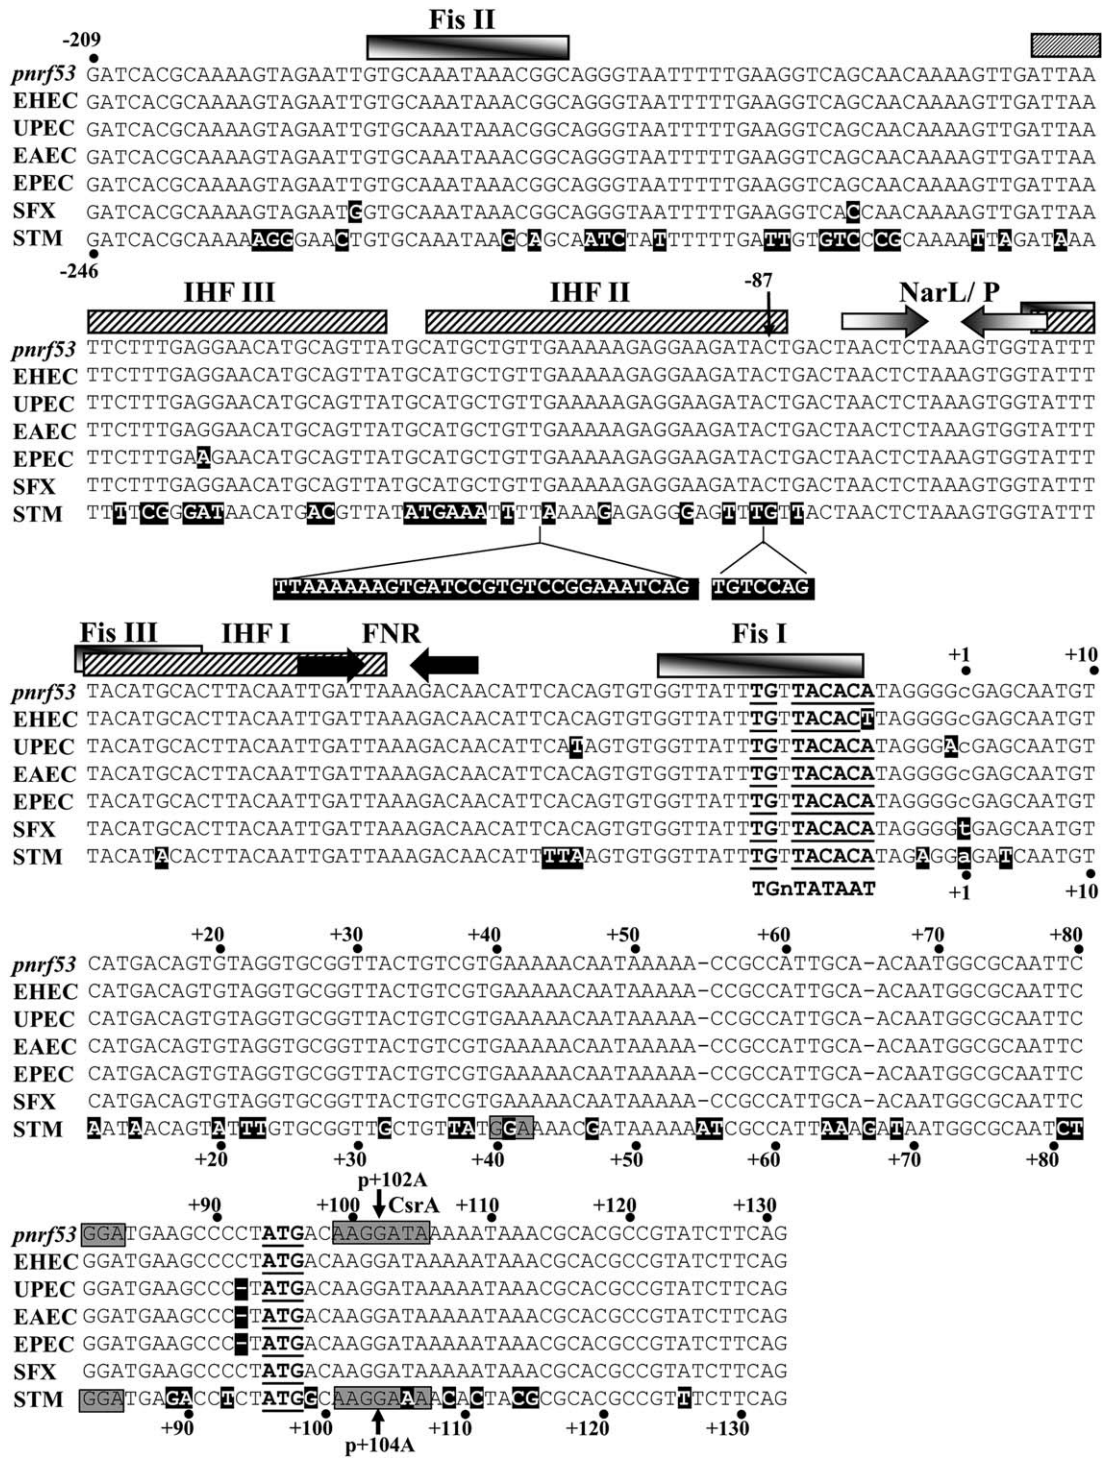 Fis II
-209
pnrf53 GATCACGCAAAAGTAGAATTGTGCAAATAAACGGCAGGGTAATTTTTGAAGGTCAGCAACAAAAGTTGATTAA
EHEC GATCACGCAAAAGTAGAATTGTGCAAATAAACGGCAGGGTAATTTTTGAAGGTCAGCAACAAAAGTTGATTAA
UPEC GATCACGCAAAAGTAGAATTGTGCAAATAAACGGCAGGGTAATTTTTGAAGGTCAGCAACAAAAGTTGATTAA
EAEC GATCACGCAAAAGTAGAATTGTGCAAATAAACGGCAGGGTAATTTTTGAAGGTCAGCAACAAAAGTTGATTAA
EPEC GATCACGCAAAAGTAGAATTGTGCAAATAAACGGCAGGGTAATTTTTGAAGGTCAGCAACAAAAGTTGATTAA
SFX GATCACGCAAAAGTAGAATGGTGCAAATAAACGGCAGGGTAATTTTTGAAGGTCACCAACAAAAGTTGATTAA
STM GATCACGCAAAAAGGGAACTGTGCAAATAAGCAGCAATCTATTTTTTGATTGTGTCCCGCAAAATTAGATAAA
-246
IHF III IHF II -87 NarL/ P
pnrf53 TTCTTTGAGGAACATGCAGTTATGCATGCTGTTGAAAAAGAGGAAGATACTGACTAACTCTAAAGTGGTATTT
EHEC TTCTTTGAGGAACATGCAGTTATGCATGCTGTTGAAAAAGAGGAAGATACTGACTAACTCTAAAGTGGTATTT
UPEC TTCTTTGAGGAACATGCAGTTATGCATGCTGTTGAAAAAGAGGAAGATACTGACTAACTCTAAAGTGGTATTT
EAEC TTCTTTGAGGAACATGCAGTTATGCATGCTGTTGAAAAAGAGGAAGATACTGACTAACTCTAAAGTGGTATTT
EPEC TTCTTTGAAGAACATGCAGTTATGCATGCTGTTGAAAAAGAGGAAGATACTGACTAACTCTAAAGTGGTATTT
SFX TTCTTTGAGGAACATGCAGTTATGCATGCTGTTGAAAAAGAGGAAGATACTGACTAACTCTAAAGTGGTATTT
STM TTTTCGGGATAACATGACGTTATATGAAATTTTAAAAGAGAGGGAGTTTGTTACTAACTCTAAAGTGGTATTT
TTAAAAAAGTGATCCGTGTCCGGAAATCAG TGTCCAG
Fis III IHF I FNR Fis I +1 +10
pnrf53 TACATGCACTTACAATTGATTAAAGACAACATTCACAGTGTGGTTATTTGTTACACATAGGGGcGAGCAATGT
EHEC TACATGCACTTACAATTGATTAAAGACAACATTCACAGTGTGGTTATTTGTTACACTTAGGGGcGAGCAATGT
UPEC TACATGCACTTACAATTGATTAAAGACAACATTCATAGTGTGGTTATTTGTTACACATAGGGAcGAGCAATGT
EAEC TACATGCACTTACAATTGATTAAAGACAACATTCACAGTGTGGTTATTTGTTACACATAGGGGcGAGCAATGT
EPEC TACATGCACTTACAATTGATTAAAGACAACATTCACAGTGTGGTTATTTGTTACACATAGGGGcGAGCAATGT
SFX TACATGCACTTACAATTGATTAAAGACAACATTCACAGTGTGGTTATTTGTTACACATAGGGGtGAGCAATGT
STM TACATACACTTACAATTGATTAAAGACAACATTTTAAGTGTGGTTATTTGTTACACATAGAGGaGATCAATGT
TGnTATAAT +1 +10
+20 +30 +40 +50 +60 +70 +80
pnrf53 CATGACAGTGTAGGTGCGGTTACTGTCGTGAAAAACAATAAAAA-CCGCCATTGCA-ACAATGGCGCAATTC
EHEC CATGACAGTGTAGGTGCGGTTACTGTCGTGAAAAACAATAAAAA-CCGCCATTGCA-ACAATGGCGCAATTC
UPEC CATGACAGTGTAGGTGCGGTTACTGTCGTGAAAAACAATAAAAA-CCGCCATTGCA-ACAATGGCGCAATTC
EAEC CATGACAGTGTAGGTGCGGTTACTGTCGTGAAAAACAATAAAAA-CCGCCATTGCA-ACAATGGCGCAATTC
EPEC CATGACAGTGTAGGTGCGGTTACTGTCGTGAAAAACAATAAAAA-CCGCCATTGCA-ACAATGGCGCAATTC
SFX CATGACAGTGTAGGTGCGGTTACTGTCGTGAAAAACAATAAAAA-CCGCCATTGCA-ACAATGGCGCAATTC
STM AATAACAGTATTTGTGCGGTTGCTGTTATGGAAAACGATAAAAAATCGCCATTAAAGATAATGGCGCAATCT
+20 +30 +40 +50 +60 +70 +80
p+102A
+90 +100 CsrA +110 +120 +130
pnrf53 GGATGAAGCCCCTATGACAAGGATAAAAATAAACGCACGCCGTATCTTCAG
EHEC GGATGAAGCCCCTATGACAAGGATAAAAATAAACGCACGCCGTATCTTCAG
UPEC GGATGAAGCCC-TATGACAAGGATAAAAATAAACGCACGCCGTATCTTCAG
EAEC GGATGAAGCCC-TATGACAAGGATAAAAATAAACGCACGCCGTATCTTCAG
EPEC GGATGAAGCCC-TATGACAAGGATAAAAATAAACGCACGCCGTATCTTCAG
SFX GGATGAAGCCCCTATGACAAGGATAAAAATAAACGCACGCCGTATCTTCAG
STM GGATGAGACCTCTATGGCAAGGAAAACACTACGCGCACGCCGTTTCTTCAG
+90 +100 +110 +120 +130
p+104A